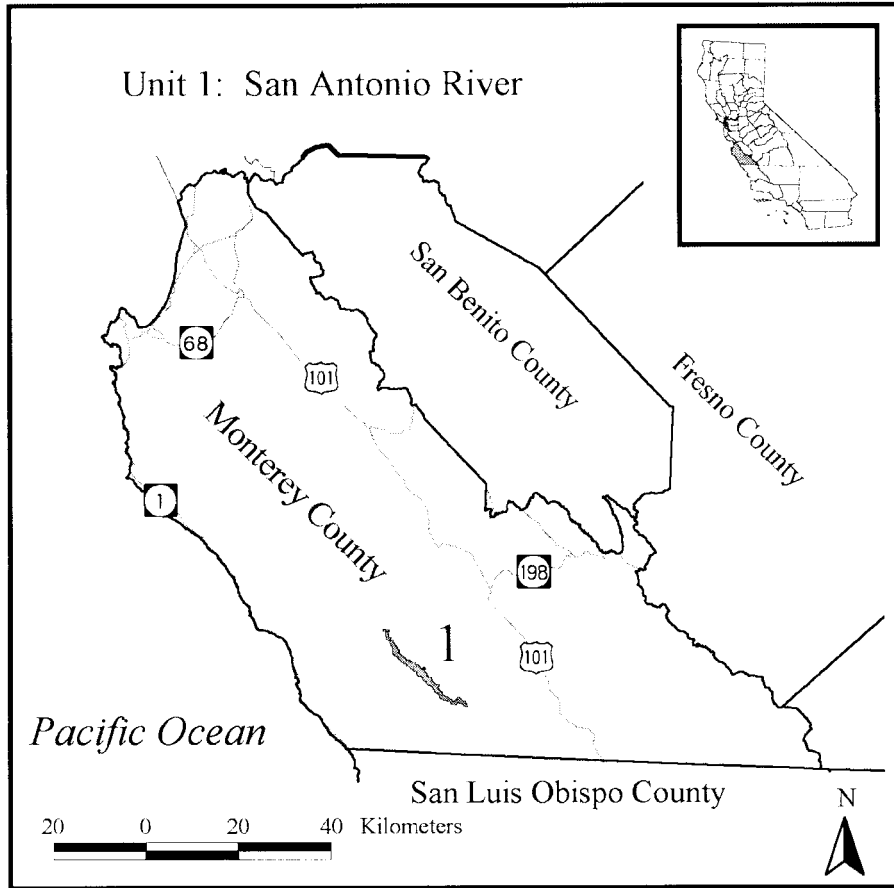 Unit 1: San Antonio River
San Benito County
Fresno County
68
101
Monterey County
1
198
1
101
Pacific Ocean
San Luis Obispo County
N
20 0 20 40 Kilometers